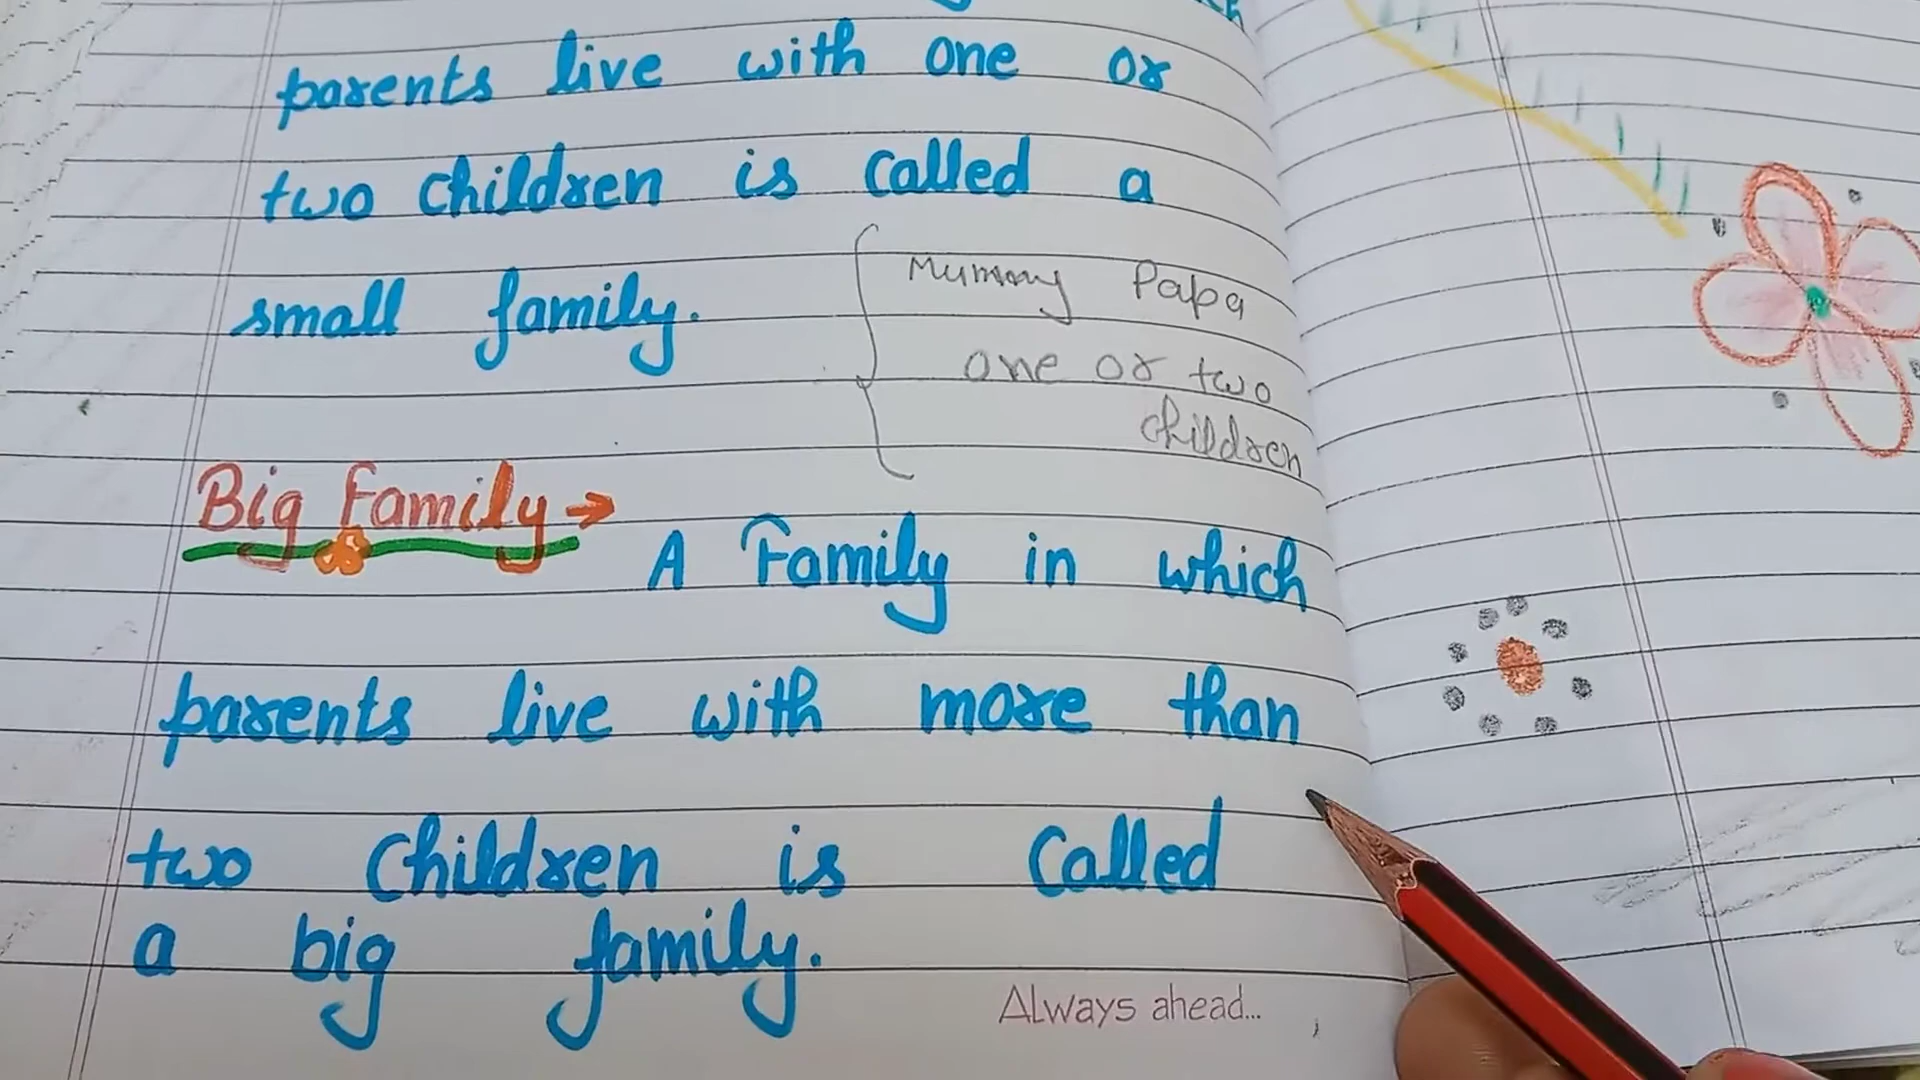 parents live with one or
two children is called a
small family.
Mummy Papa
one or two
children
Big Family →
A Family in which
parents live with more than
two Children is Called
a big family.
Always ahead...